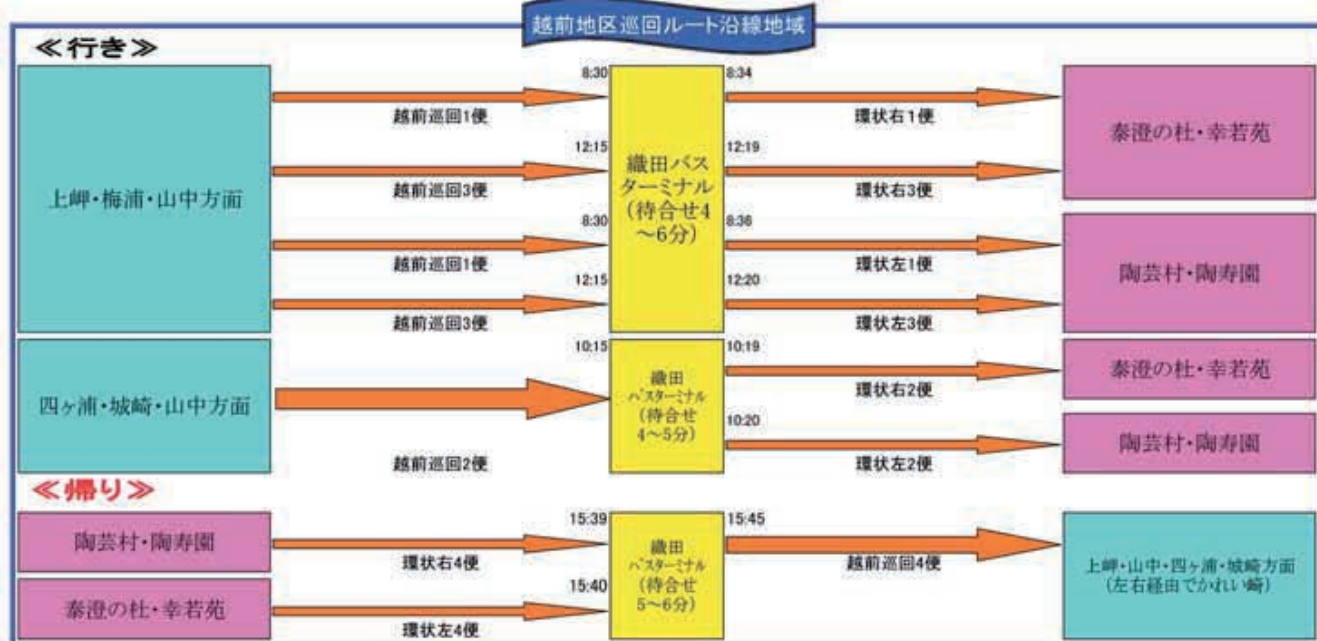 越前地区巡回ルート沿線地域
≪行き≫
上岬・梅浦・山中方面
8:30
越前巡回1便
12:15
越前巡回3便
8:30
越前巡回1便
12:15
越前巡回3便
織田バス
ターミナル
(待合せ4
～6分)
8:34
環状右1便
12:19
環状右3便
8:36
環状左1便
12:20
環状左3便
泰澄の杜・幸若苑
陶芸村・陶寿園
四ヶ浦・城崎・山中方面
10:15
越前巡回2便
織田
バスターミナル
(待合せ
4～5分)
10:19
環状右2便
10:20
環状左2便
泰澄の杜・幸若苑
陶芸村・陶寿園
≪帰り≫
陶芸村・陶寿園
15:39
環状右4便
泰澄の杜・幸若苑
15:40
環状左4便
織田
バスターミナル
(待合せ
5～6分)
15:45
越前巡回4便
上岬・山中・四ヶ浦・城崎方面
(左右経由でかれい崎)